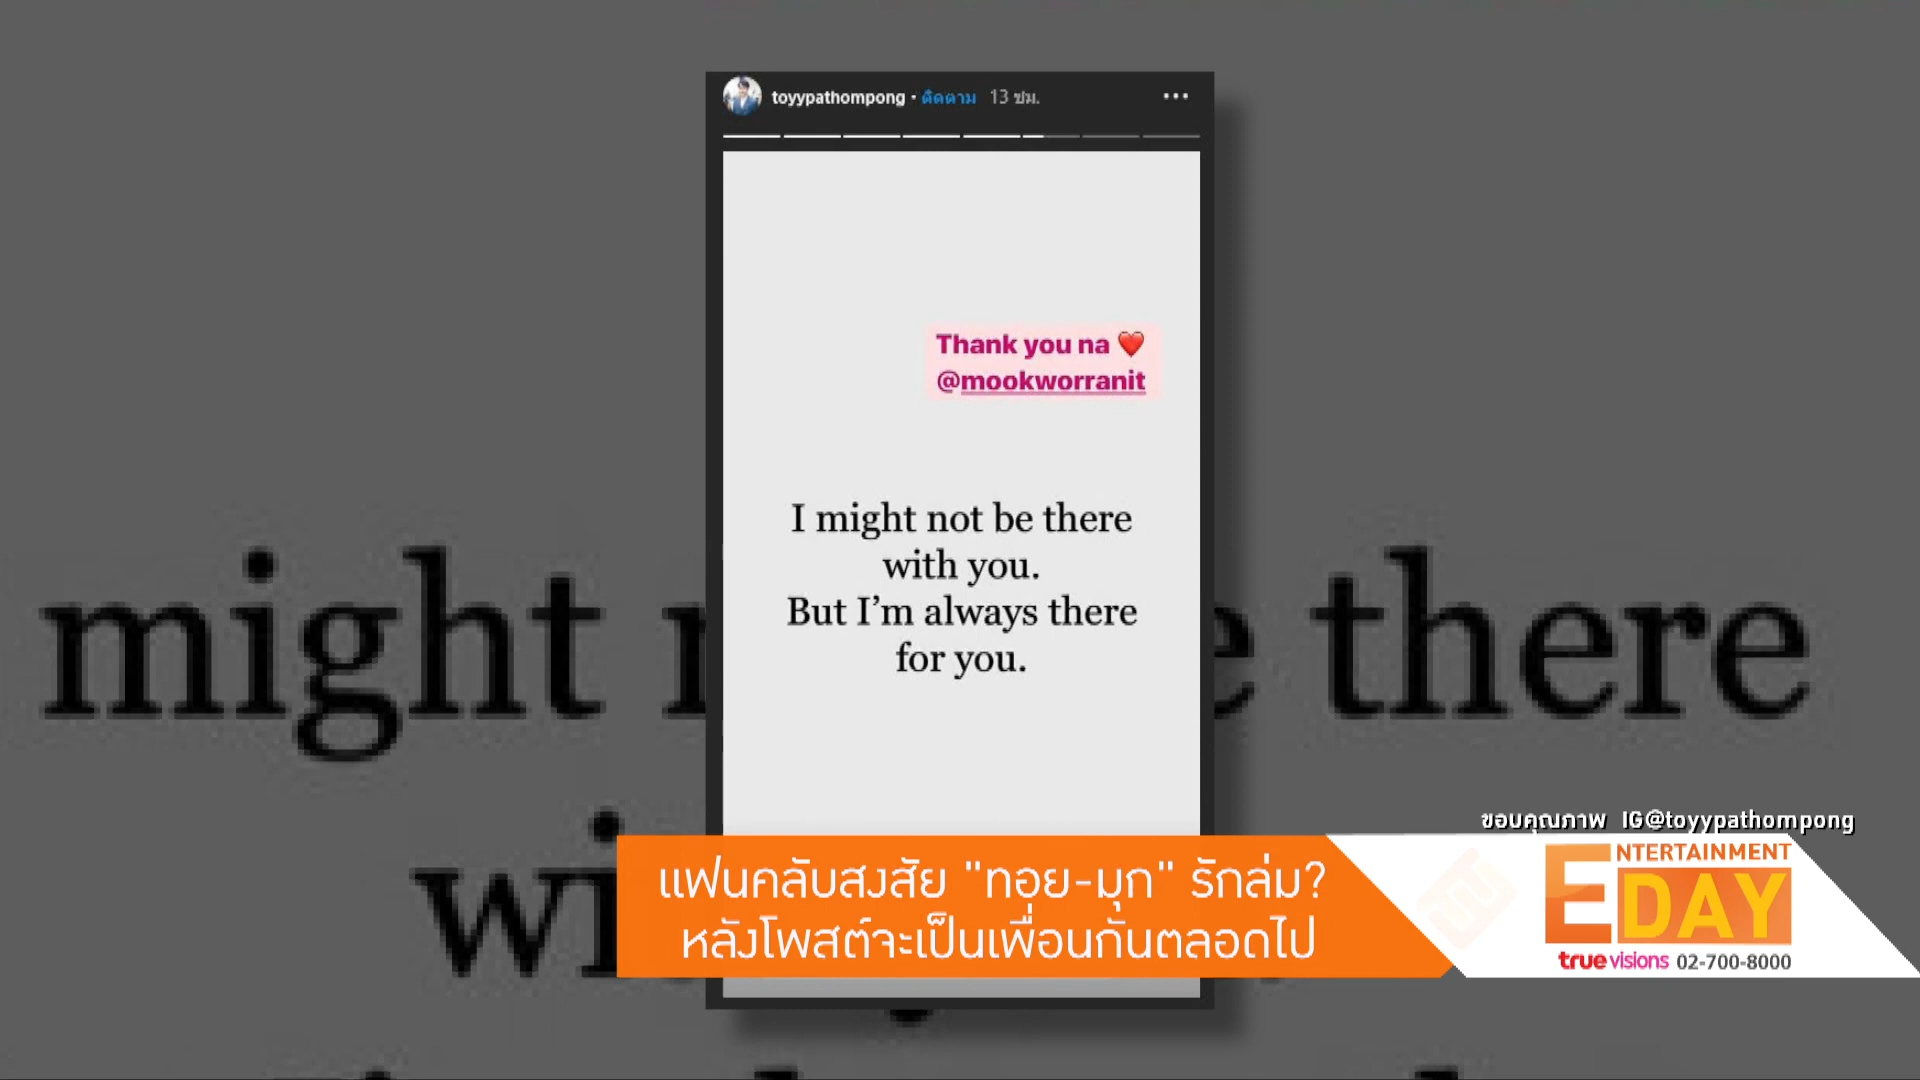 toyypathompong • ติดตาม 13 ชม.
Thank you na ❤️
@mookworranit
I might not be there
with you.
But I’m always there
for you.
might n e there
wi
ขอบคุณภาพ IG@toyypathompong
แฟนคลับสงสัย "ทอย-มุก" รักล่ม?
หลังโพสต์จะเป็นเพื่อนกันตลอดไป
ENTERTAINMENT
DAY
truevisions 02-700-8000